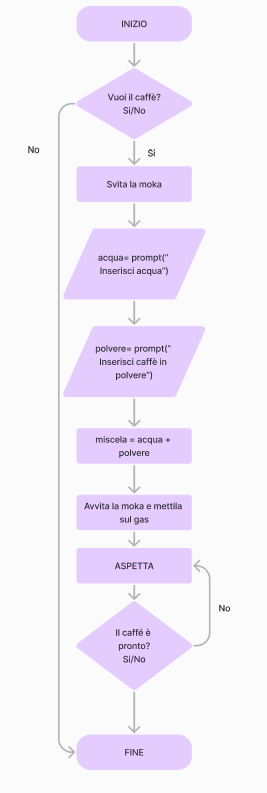 INIZIO
Vuoi il caffè?
Si/No
No
Si
Svita la moka
acqua= prompt("
Inserisci acqua")
polvere= prompt("
Inserisci caffè in
polvere")
miscela = acqua +
polvere
Avvita la moka e mettila
sul gas
ASPETTA
Il caffé è
pronto?
Si/No
No
FINE